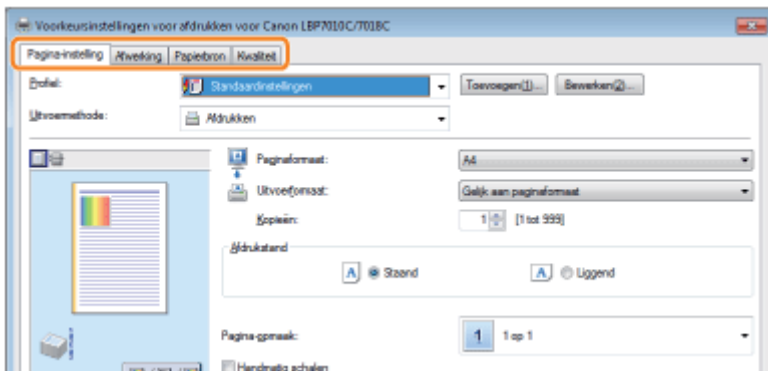 Voorkeursinstellingen voor afdrukken voor Canon LBP7010C/7018C
Pagina-instelling Afwerking Papierbron Kwaliteit
Profiel: Standaardinstellingen Toevoegen(1)... Bewerken(2)...
Uitvoermethode: Afdrukken
Paginaformaat: A4
Uitvoerformaat: Gelijk aan paginaformaat
Kopieën: 1 [1 tot 999]
Afdrukstand
A Staand A Liggend
Pagina-opmaak: 1 1 op 1
Handmatig schalen